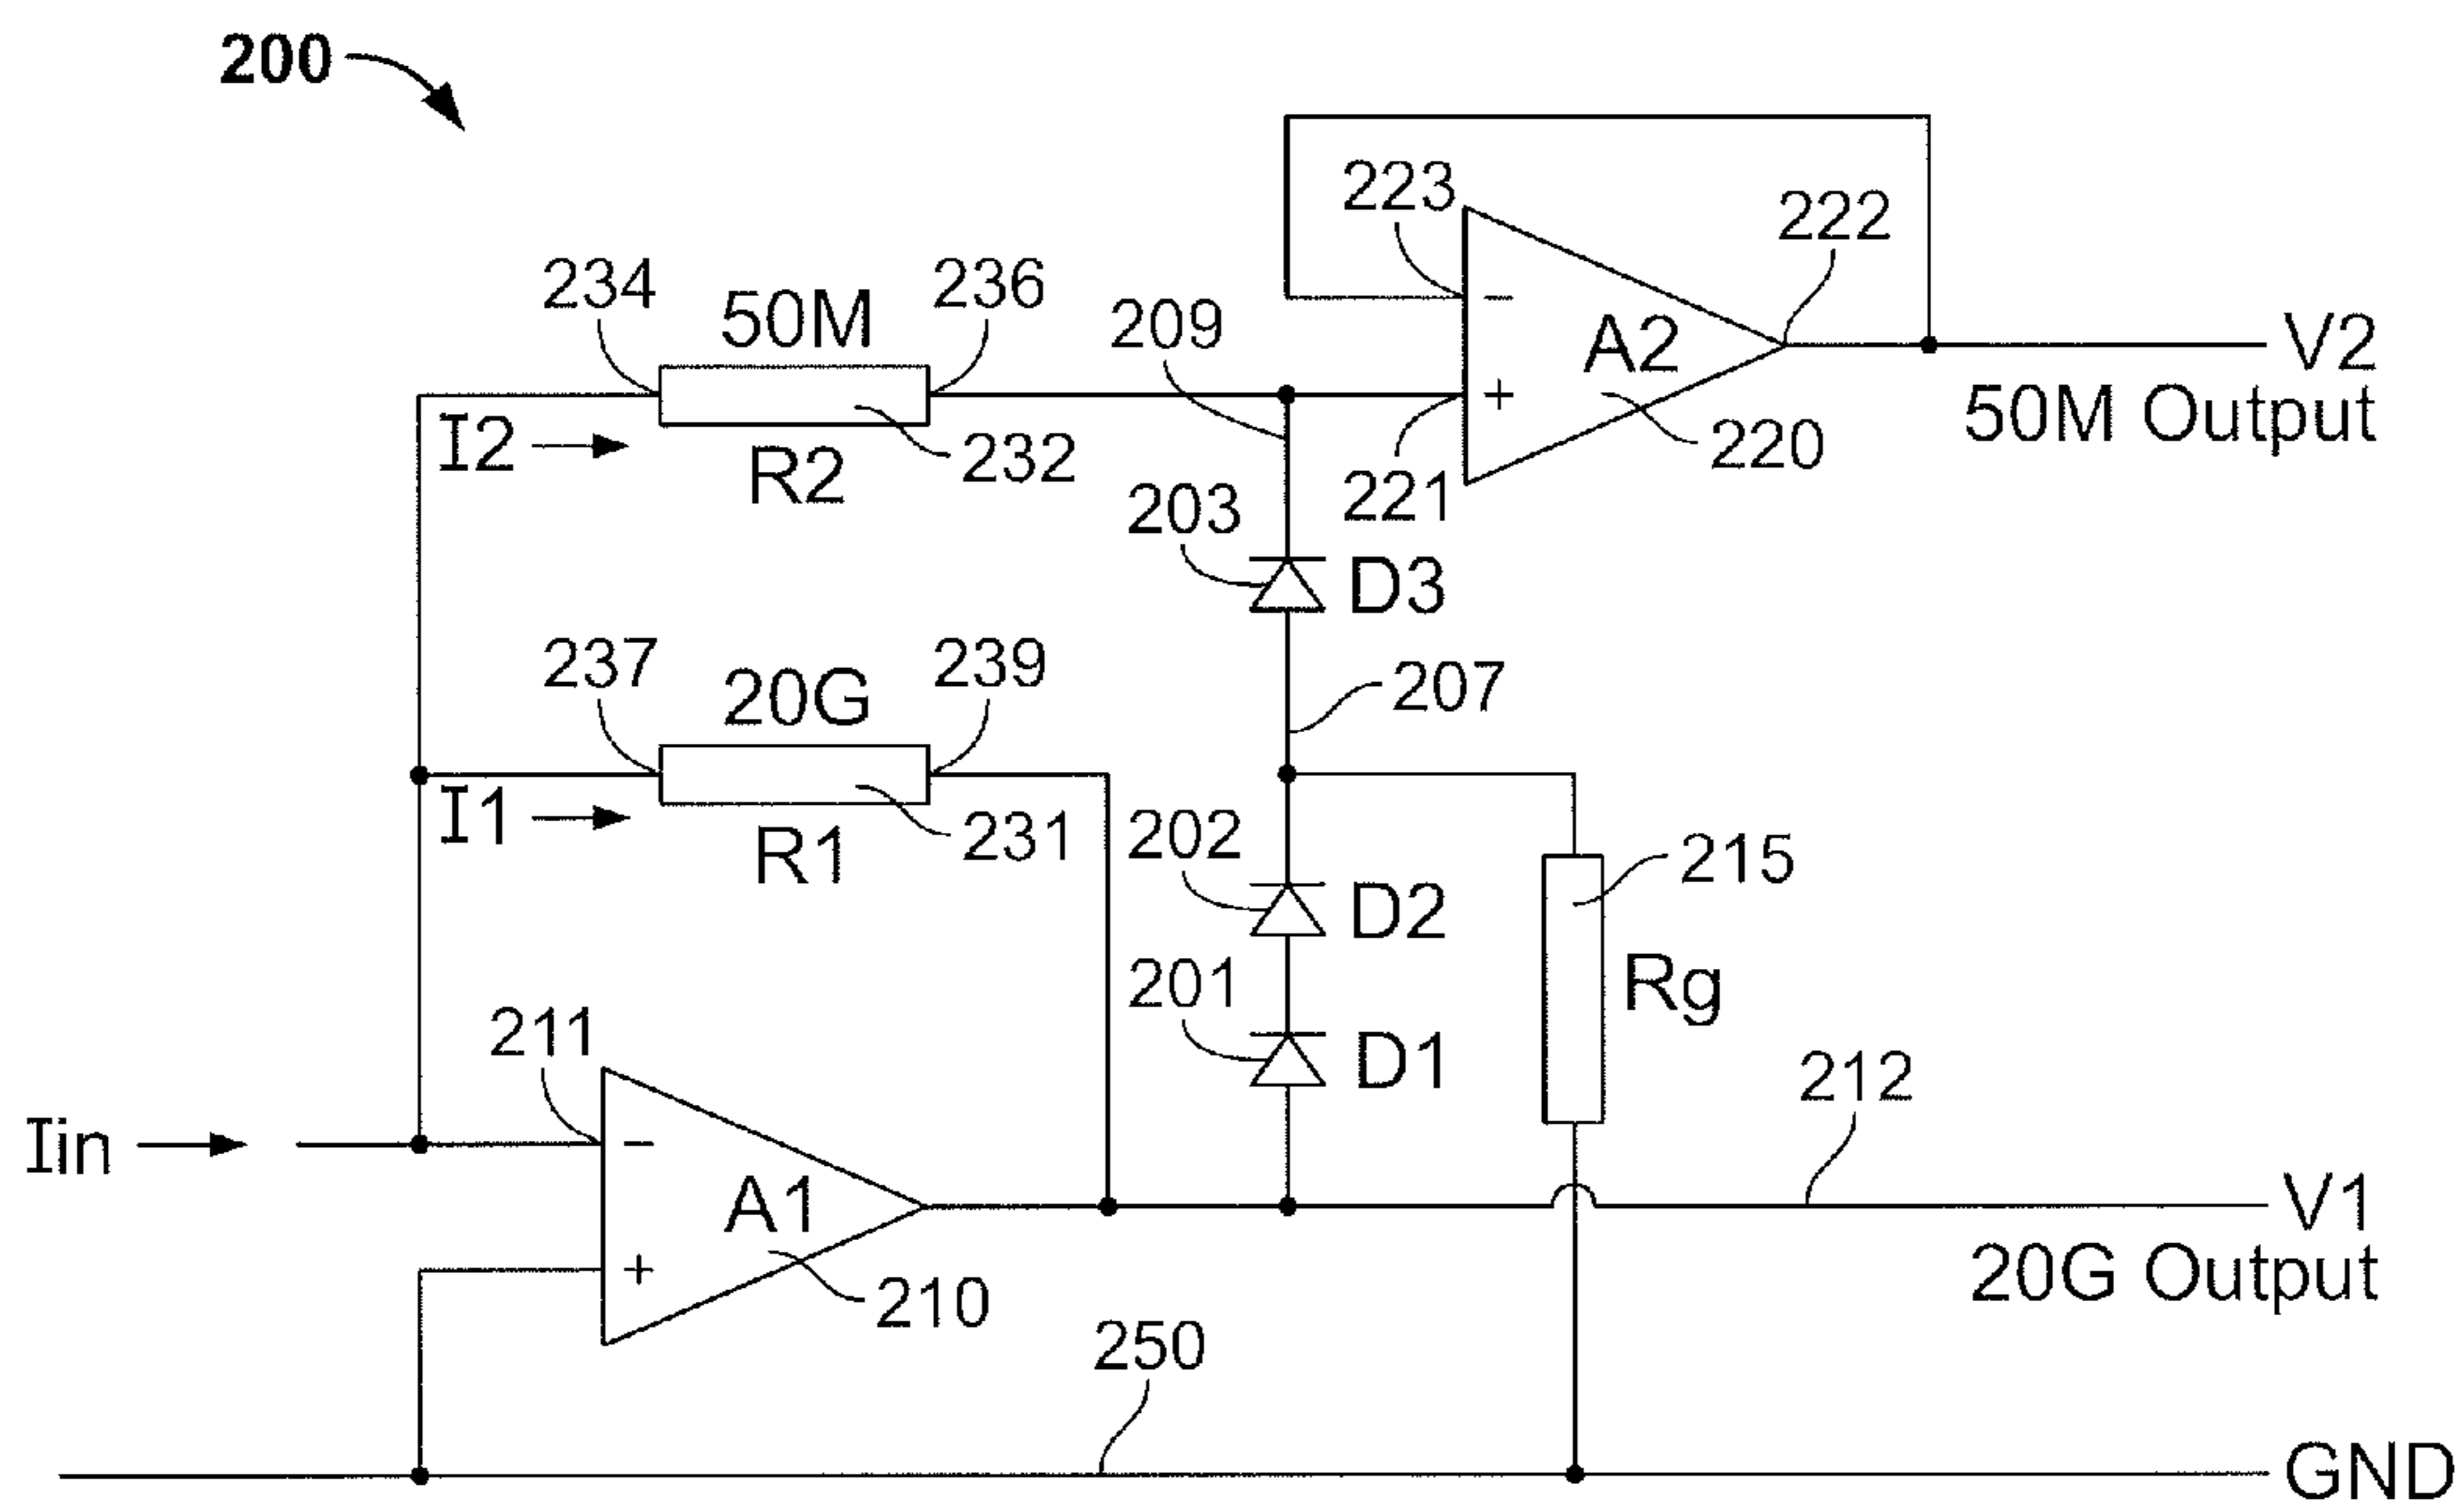 200
223
222
234
50M
236
209
A2
V2
50M Output
I2
R2
232
221
220
203
D3
237
20G
239
207
I1
R1
231
202
D2
215
201
D1
Rg
211
212
Iin
−
A1
+
210
V1
20G Output
250
GND
−
+